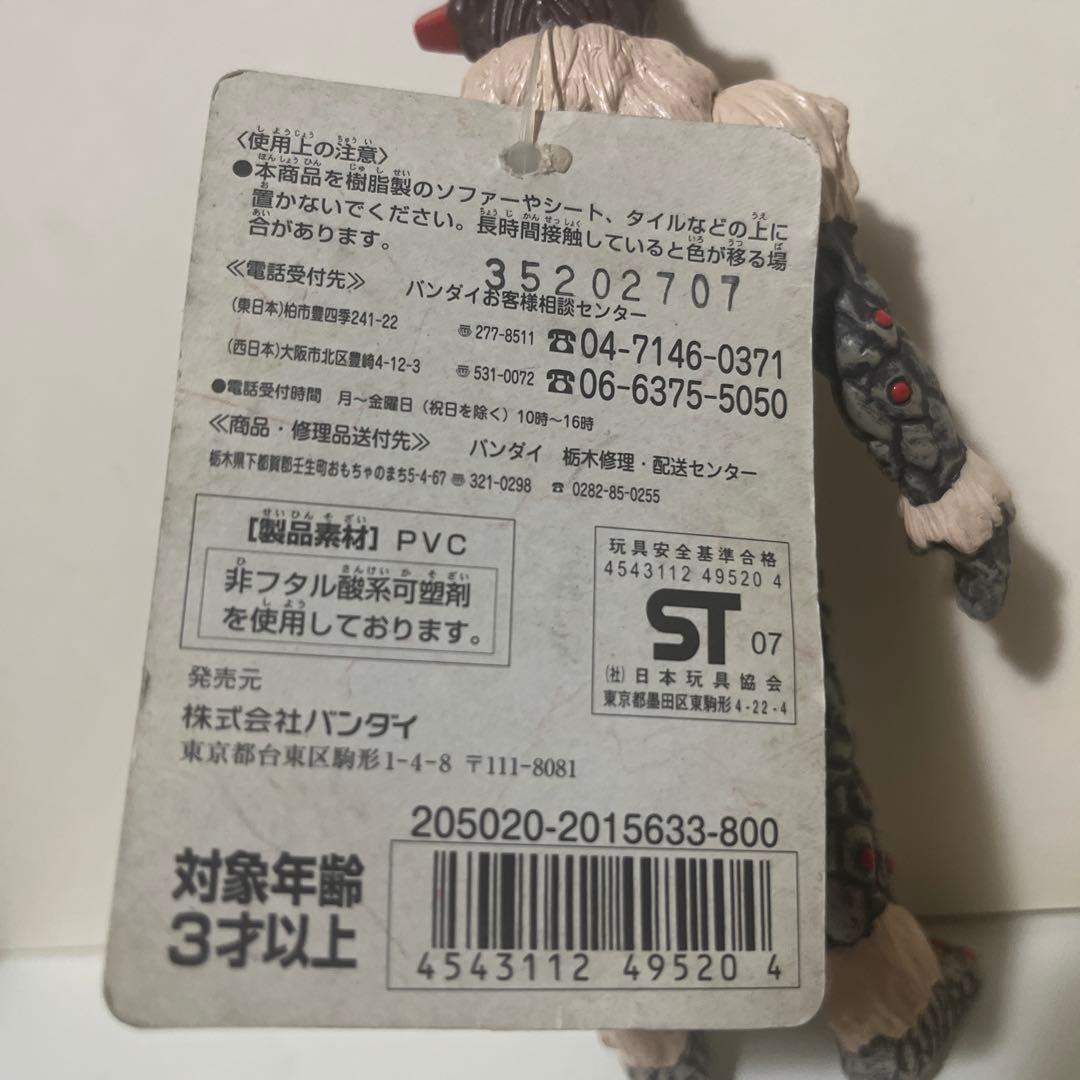 〈使用上の注意〉
●本商品を樹脂製のソファーやシート、タイルなどの上に
置かないでください。長時間接触していると色が移る場
合があります。
35202707
≪電話受付先≫ バンダイお客様相談センター
(東日本)柏市豊四季241-22 〠277-8511 ☎04-7146-0371
(西日本)大阪市北区豊崎4-12-3 〠531-0072 ☎06-6375-5050
●電話受付時間 月〜金曜日(祝日を除く)10時〜16時
≪商品・修理品送付先≫ バンダイ 栃木修理・配送センター
栃木県下都賀郡壬生町おもちゃのまち5-4-67 〠321-0298 ☎ 0282-85-0255
[製品素材] PVC
非フタル酸系可塑剤
を使用しております。
玩具安全基準合格
4543112 49520 4
ST 07
(社)日本玩具協会
東京都墨田区東駒形4-22-4
発売元
株式会社バンダイ
東京都台東区駒形1-4-8 〒111-8081
205020-2015633-800
対象年齢
3才以上
4543112 49520 4